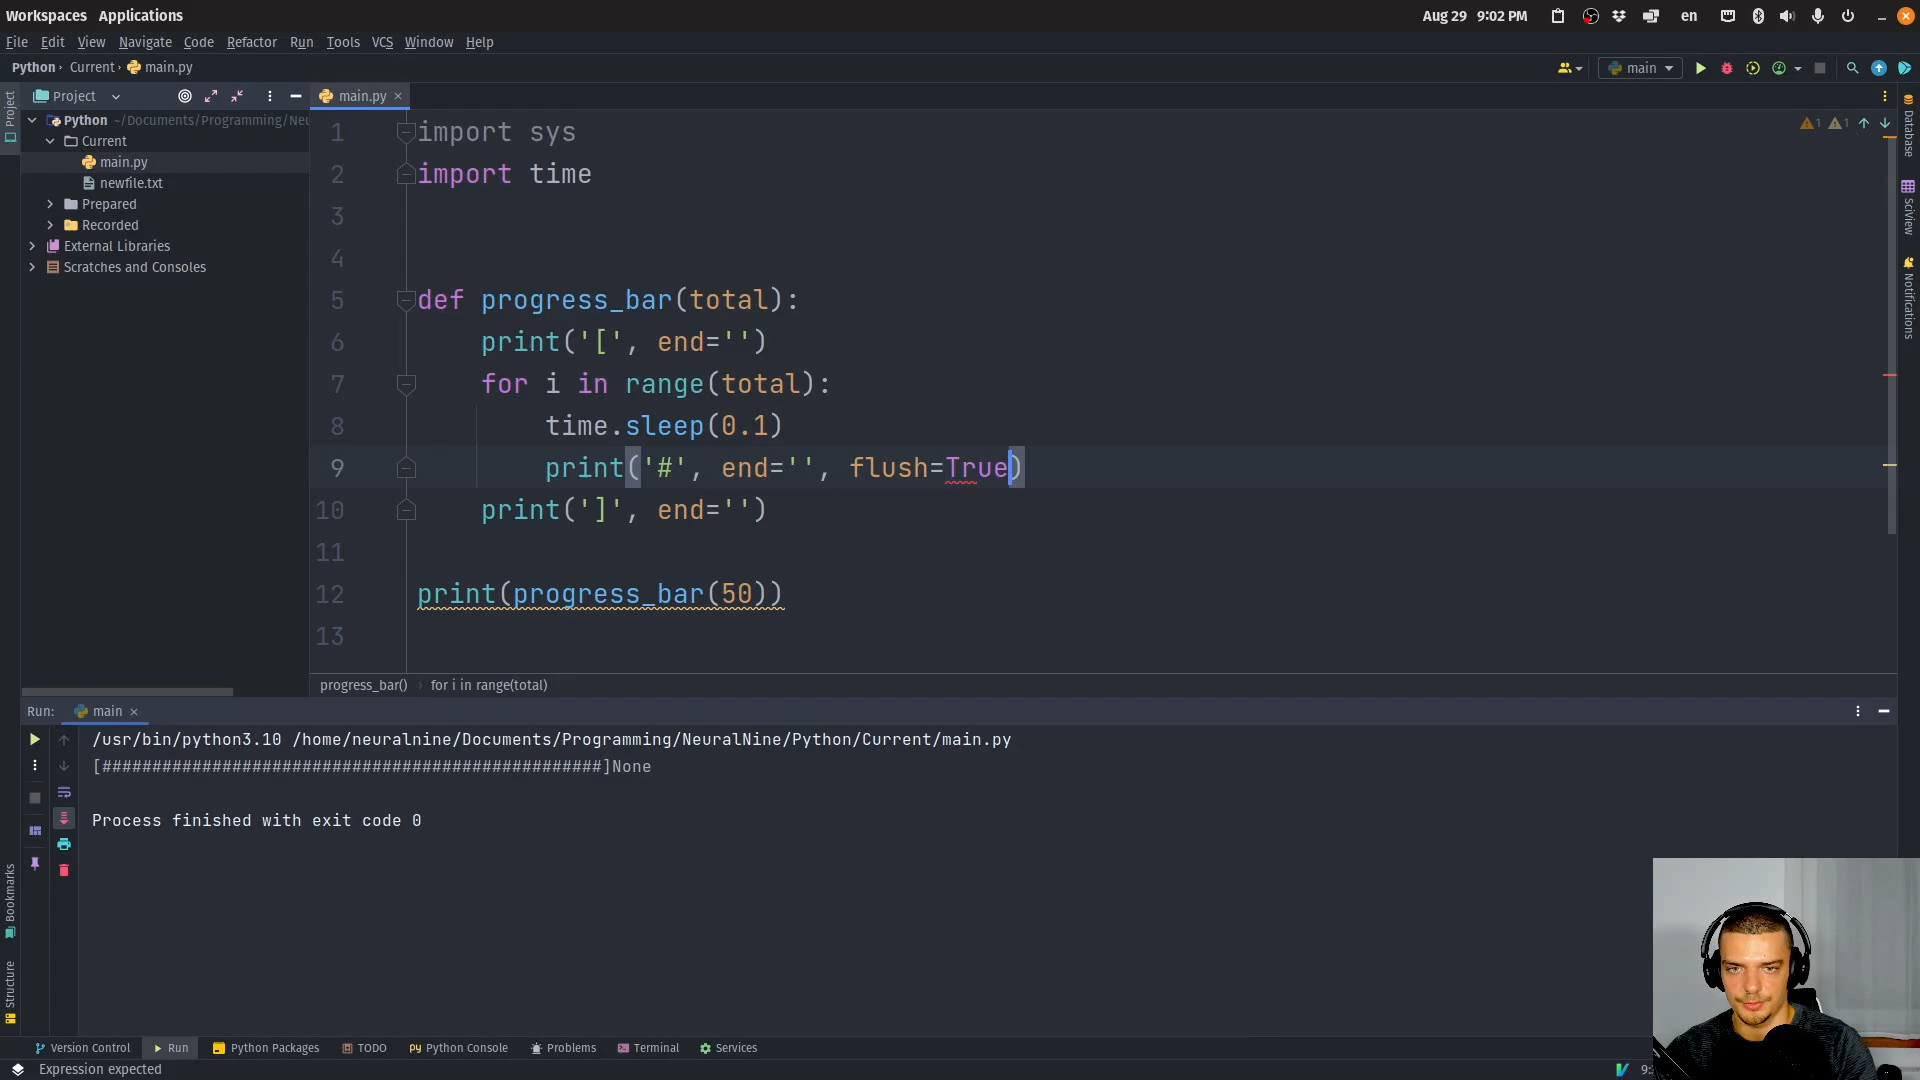 Workspaces Applications
Aug 29 9:02 PM
en
File Edit View Navigate Code Refactor Run Tools VCS Window Help
Python › Current › main.py
main
Project
main.py
1
1
Python ~/Documents/Programming/Neu
Current
main.py
newfile.txt
Prepared
Recorded
External Libraries
Scratches and Consoles
Project
Bookmarks
Structure
Database
SciView
Notifications
1 import sys
2 import time
3
4
5 def progress_bar(total):
6 print('[', end='')
7 for i in range(total):
8 time.sleep(0.1)
9 print('#', end='', flush=True)
10 print(']', end='')
11
12 print(progress_bar(50))
13
progress_bar() › for i in range(total)
Run: main
/usr/bin/python3.10 /home/neuralnine/Documents/Programming/NeuralNine/Python/Current/main.py
[##################################################]None
Process finished with exit code 0
Version Control Run Python Packages TODO Python Console Problems Terminal Services
Expression expected